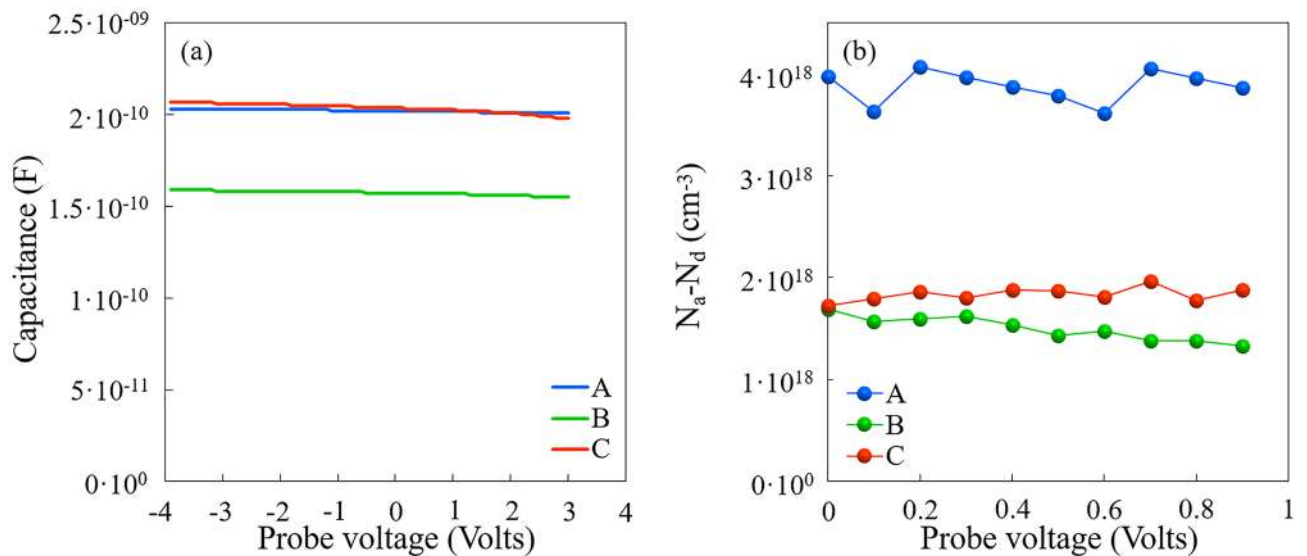 (a)
Capacitance (F)
2.5·10-09
2·10-10
1.5·10-10
1·10-10
5·10-11
0·100
-4 -3 -2 -1 0 1 2 3 4
Probe voltage (Volts)
A
B
C
(b)
Na-Nd (cm-3)
4·1018
3·1018
2·1018
1·1018
0·100
0 0.2 0.4 0.6 0.8 1
Probe voltage (Volts)
A
B
C